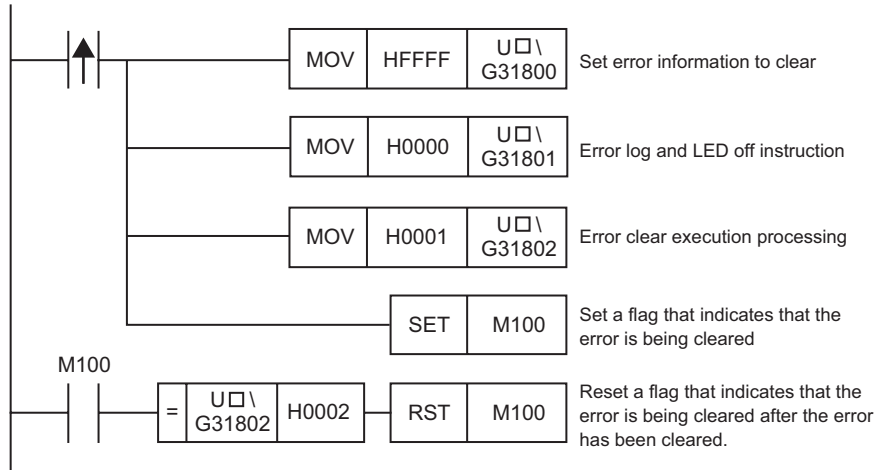 MOV HFFFF U□\
G31800 Set error information to clear
MOV H0000 U□\
G31801 Error log and LED off instruction
MOV H0001 U□\
G31802 Error clear execution processing
SET M100 Set a flag that indicates that the
error is being cleared
M100
= U□\
G31802 H0002 RST M100 Reset a flag that indicates that the
error is being cleared after the error
has been cleared.